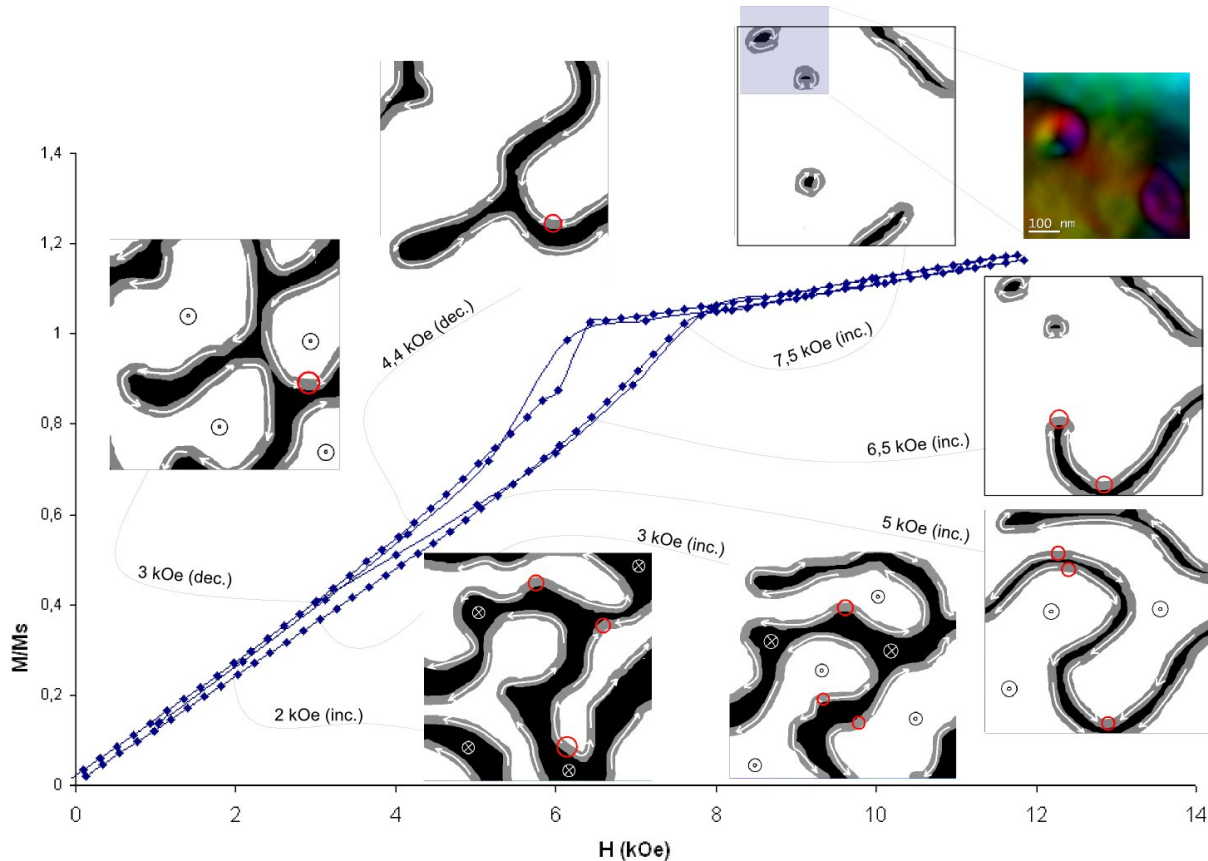 1,4
1,2
1
0,8
0,6
0,4
0,2
0
M/Ms
0
2
4
6
8
10
12
14
H (kOe)
100 nm
4,4 kOe (dec.)
7,5 kOe (inc.)
6,5 kOe (inc.)
5 kOe (inc.)
3 kOe (inc.)
3 kOe (dec.)
2 kOe (inc.)